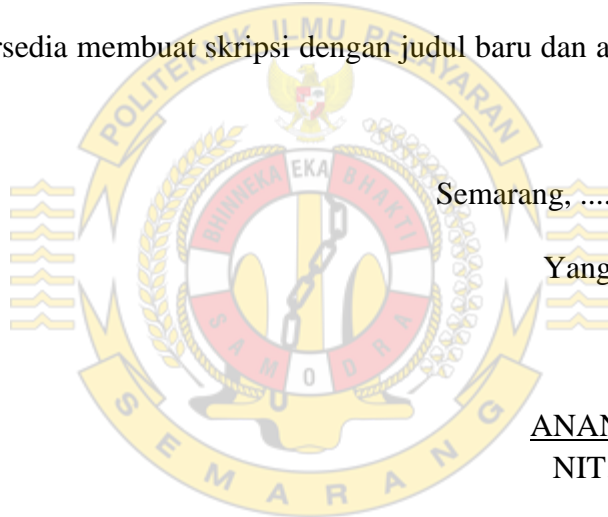 rsedia membuat skripsi dengan judul baru dan a
POLITEKNIK ILMU PELAYARAN
BHINNEKA EKA BHAKTI
Semarang, ....
Yang
SAMODRA
ANAN
NIT
SEMARANG